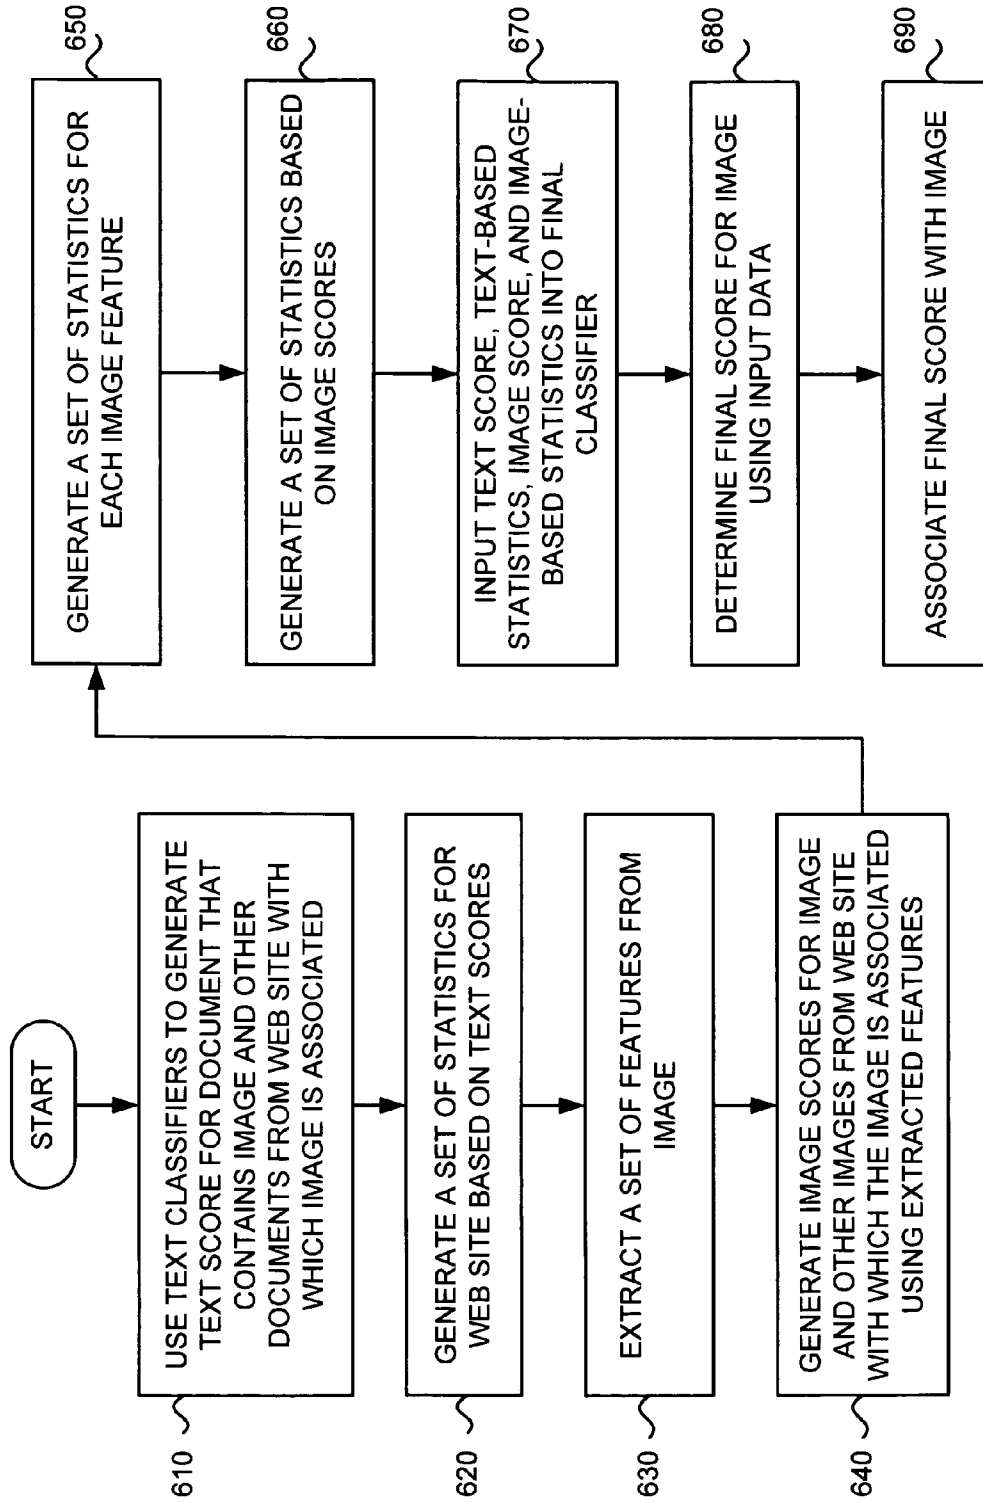 START
610
USE TEXT CLASSIFIERS TO GENERATE
TEXT SCORE FOR DOCUMENT THAT
CONTAINS IMAGE AND OTHER
DOCUMENTS FROM WEB SITE WITH
WHICH IMAGE IS ASSOCIATED
620
GENERATE A SET OF STATISTICS FOR
WEB SITE BASED ON TEXT SCORES
630
EXTRACT A SET OF FEATURES FROM
IMAGE
640
GENERATE IMAGE SCORES FOR IMAGE
AND OTHER IMAGES FROM WEB SITE
WITH WHICH THE IMAGE IS ASSOCIATED
USING EXTRACTED FEATURES
650
GENERATE A SET OF STATISTICS FOR
EACH IMAGE FEATURE
660
GENERATE A SET OF STATISTICS BASED
ON IMAGE SCORES
670
INPUT TEXT SCORE, TEXT-BASED
STATISTICS, IMAGE SCORE, AND IMAGE-
BASED STATISTICS INTO FINAL
CLASSIFIER
680
DETERMINE FINAL SCORE FOR IMAGE
USING INPUT DATA
690
ASSOCIATE FINAL SCORE WITH IMAGE